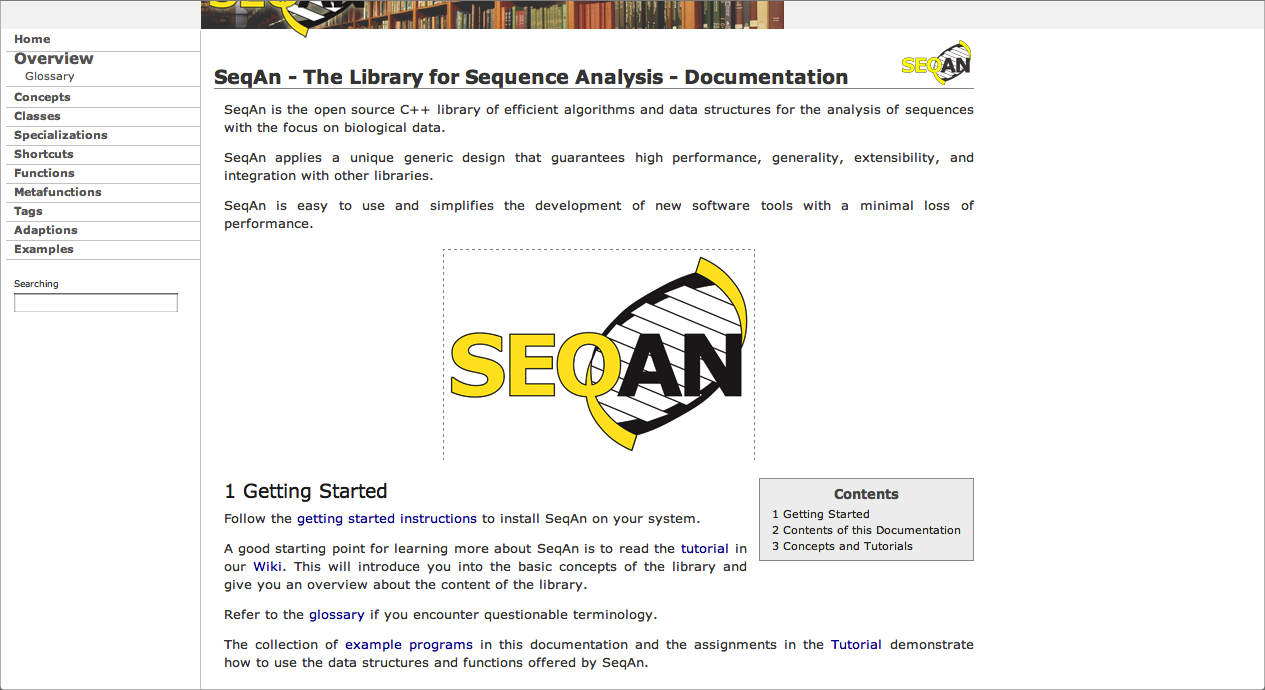 SEQAN
Home
Overview
Glossary
Concepts
Classes
Specializations
Shortcuts
Functions
Metafunctions
Tags
Adaptions
Examples
Searching
SEQAN
SeqAn - The Library for Sequence Analysis - Documentation
SeqAn is the open source C++ library of efficient algorithms and data structures for the analysis of sequences
with the focus on biological data.
SeqAn applies a unique generic design that guarantees high performance, generality, extensibility, and
integration with other libraries.
SeqAn is easy to use and simplifies the development of new software tools with a minimal loss of
performance.
SEQAN
1 Getting Started
Follow the getting started instructions to install SeqAn on your system.
A good starting point for learning more about SeqAn is to read the tutorial in
our Wiki. This will introduce you into the basic concepts of the library and
give you an overview about the content of the library.
Refer to the glossary if you encounter questionable terminology.
The collection of example programs in this documentation and the assignments in the Tutorial demonstrate
how to use the data structures and functions offered by SeqAn.
Contents
1 Getting Started
2 Contents of this Documentation
3 Concepts and Tutorials